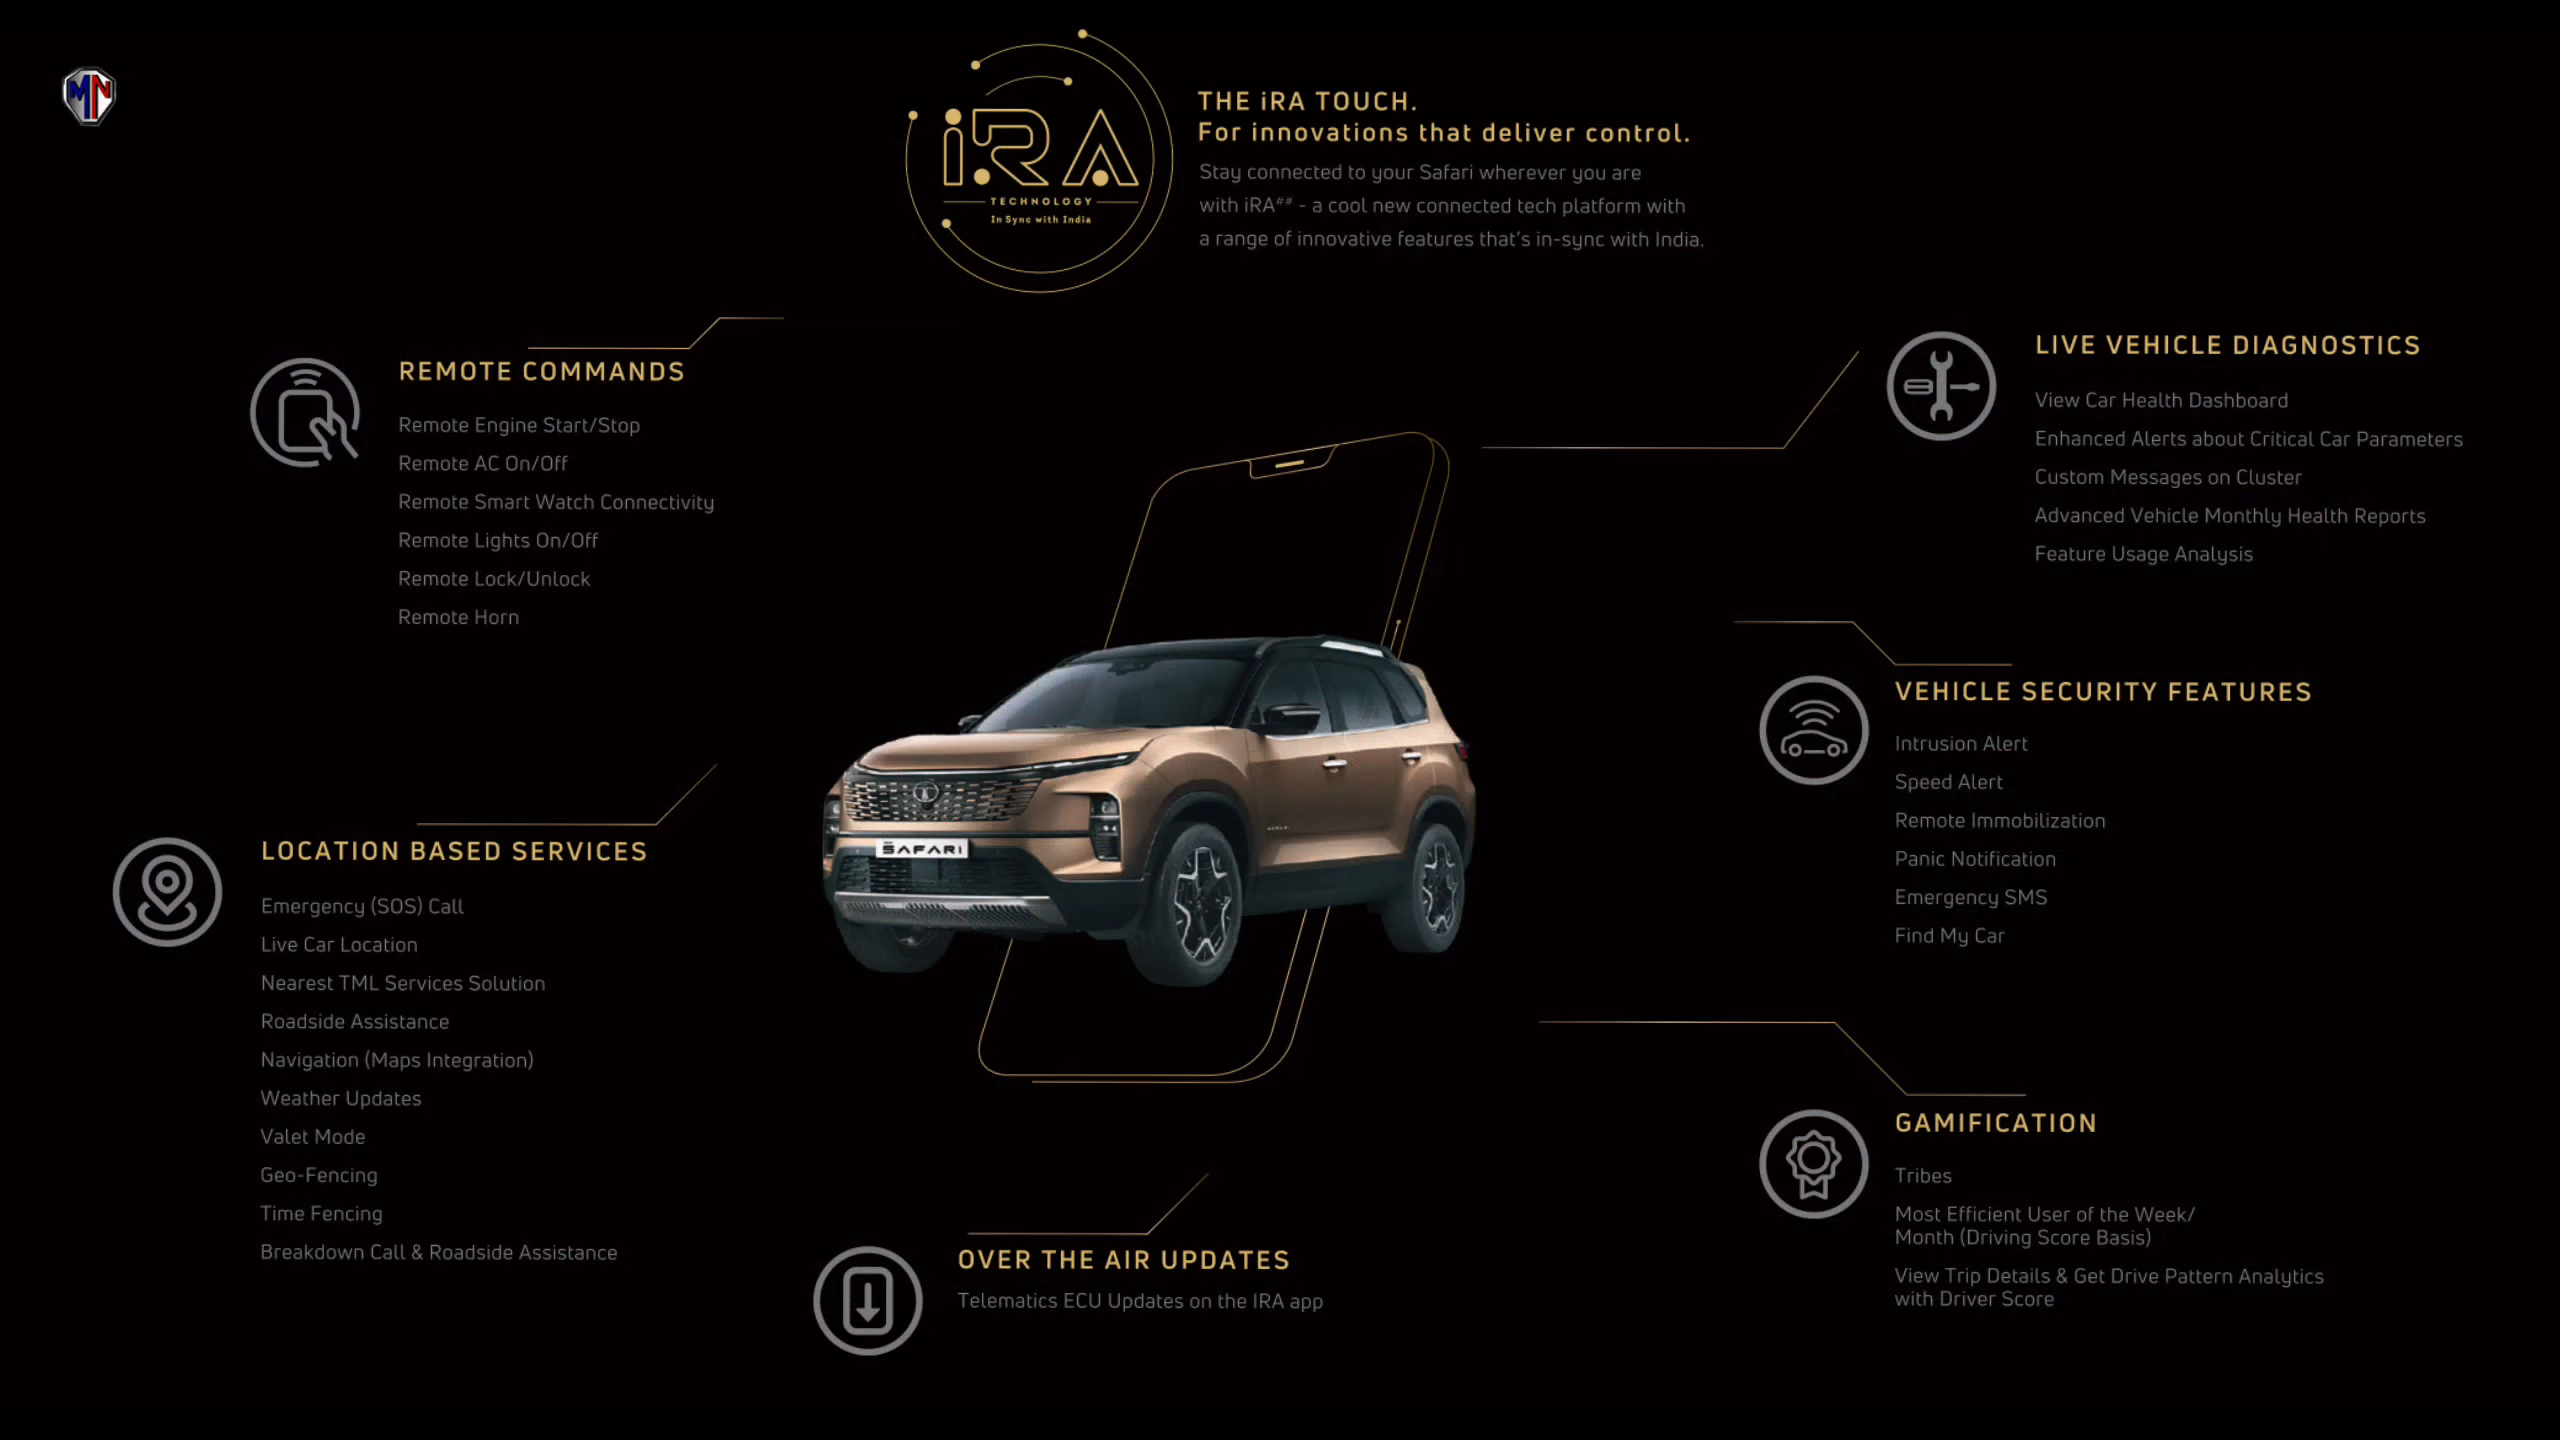 MN
iRA
TECHNOLOGY
In Sync with India
THE iRA TOUCH.
For innovations that deliver control.
Stay connected to your Safari wherever you are
with iRA## - a cool new connected tech platform with
a range of innovative features that's in-sync with India.
REMOTE COMMANDS
Remote Engine Start/Stop
Remote AC On/Off
Remote Smart Watch Connectivity
Remote Lights On/Off
Remote Lock/Unlock
Remote Horn
LIVE VEHICLE DIAGNOSTICS
View Car Health Dashboard
Enhanced Alerts about Critical Car Parameters
Custom Messages on Cluster
Advanced Vehicle Monthly Health Reports
Feature Usage Analysis
VEHICLE SECURITY FEATURES
Intrusion Alert
Speed Alert
Remote Immobilization
Panic Notification
Emergency SMS
Find My Car
SAFARI
LOCATION BASED SERVICES
Emergency (SOS) Call
Live Car Location
Nearest TML Services Solution
Roadside Assistance
Navigation (Maps Integration)
Weather Updates
Valet Mode
Geo-Fencing
Time Fencing
Breakdown Call & Roadside Assistance
OVER THE AIR UPDATES
Telematics ECU Updates on the IRA app
GAMIFICATION
Tribes
Most Efficient User of the Week/
Month (Driving Score Basis)
View Trip Details & Get Drive Pattern Analytics
with Driver Score